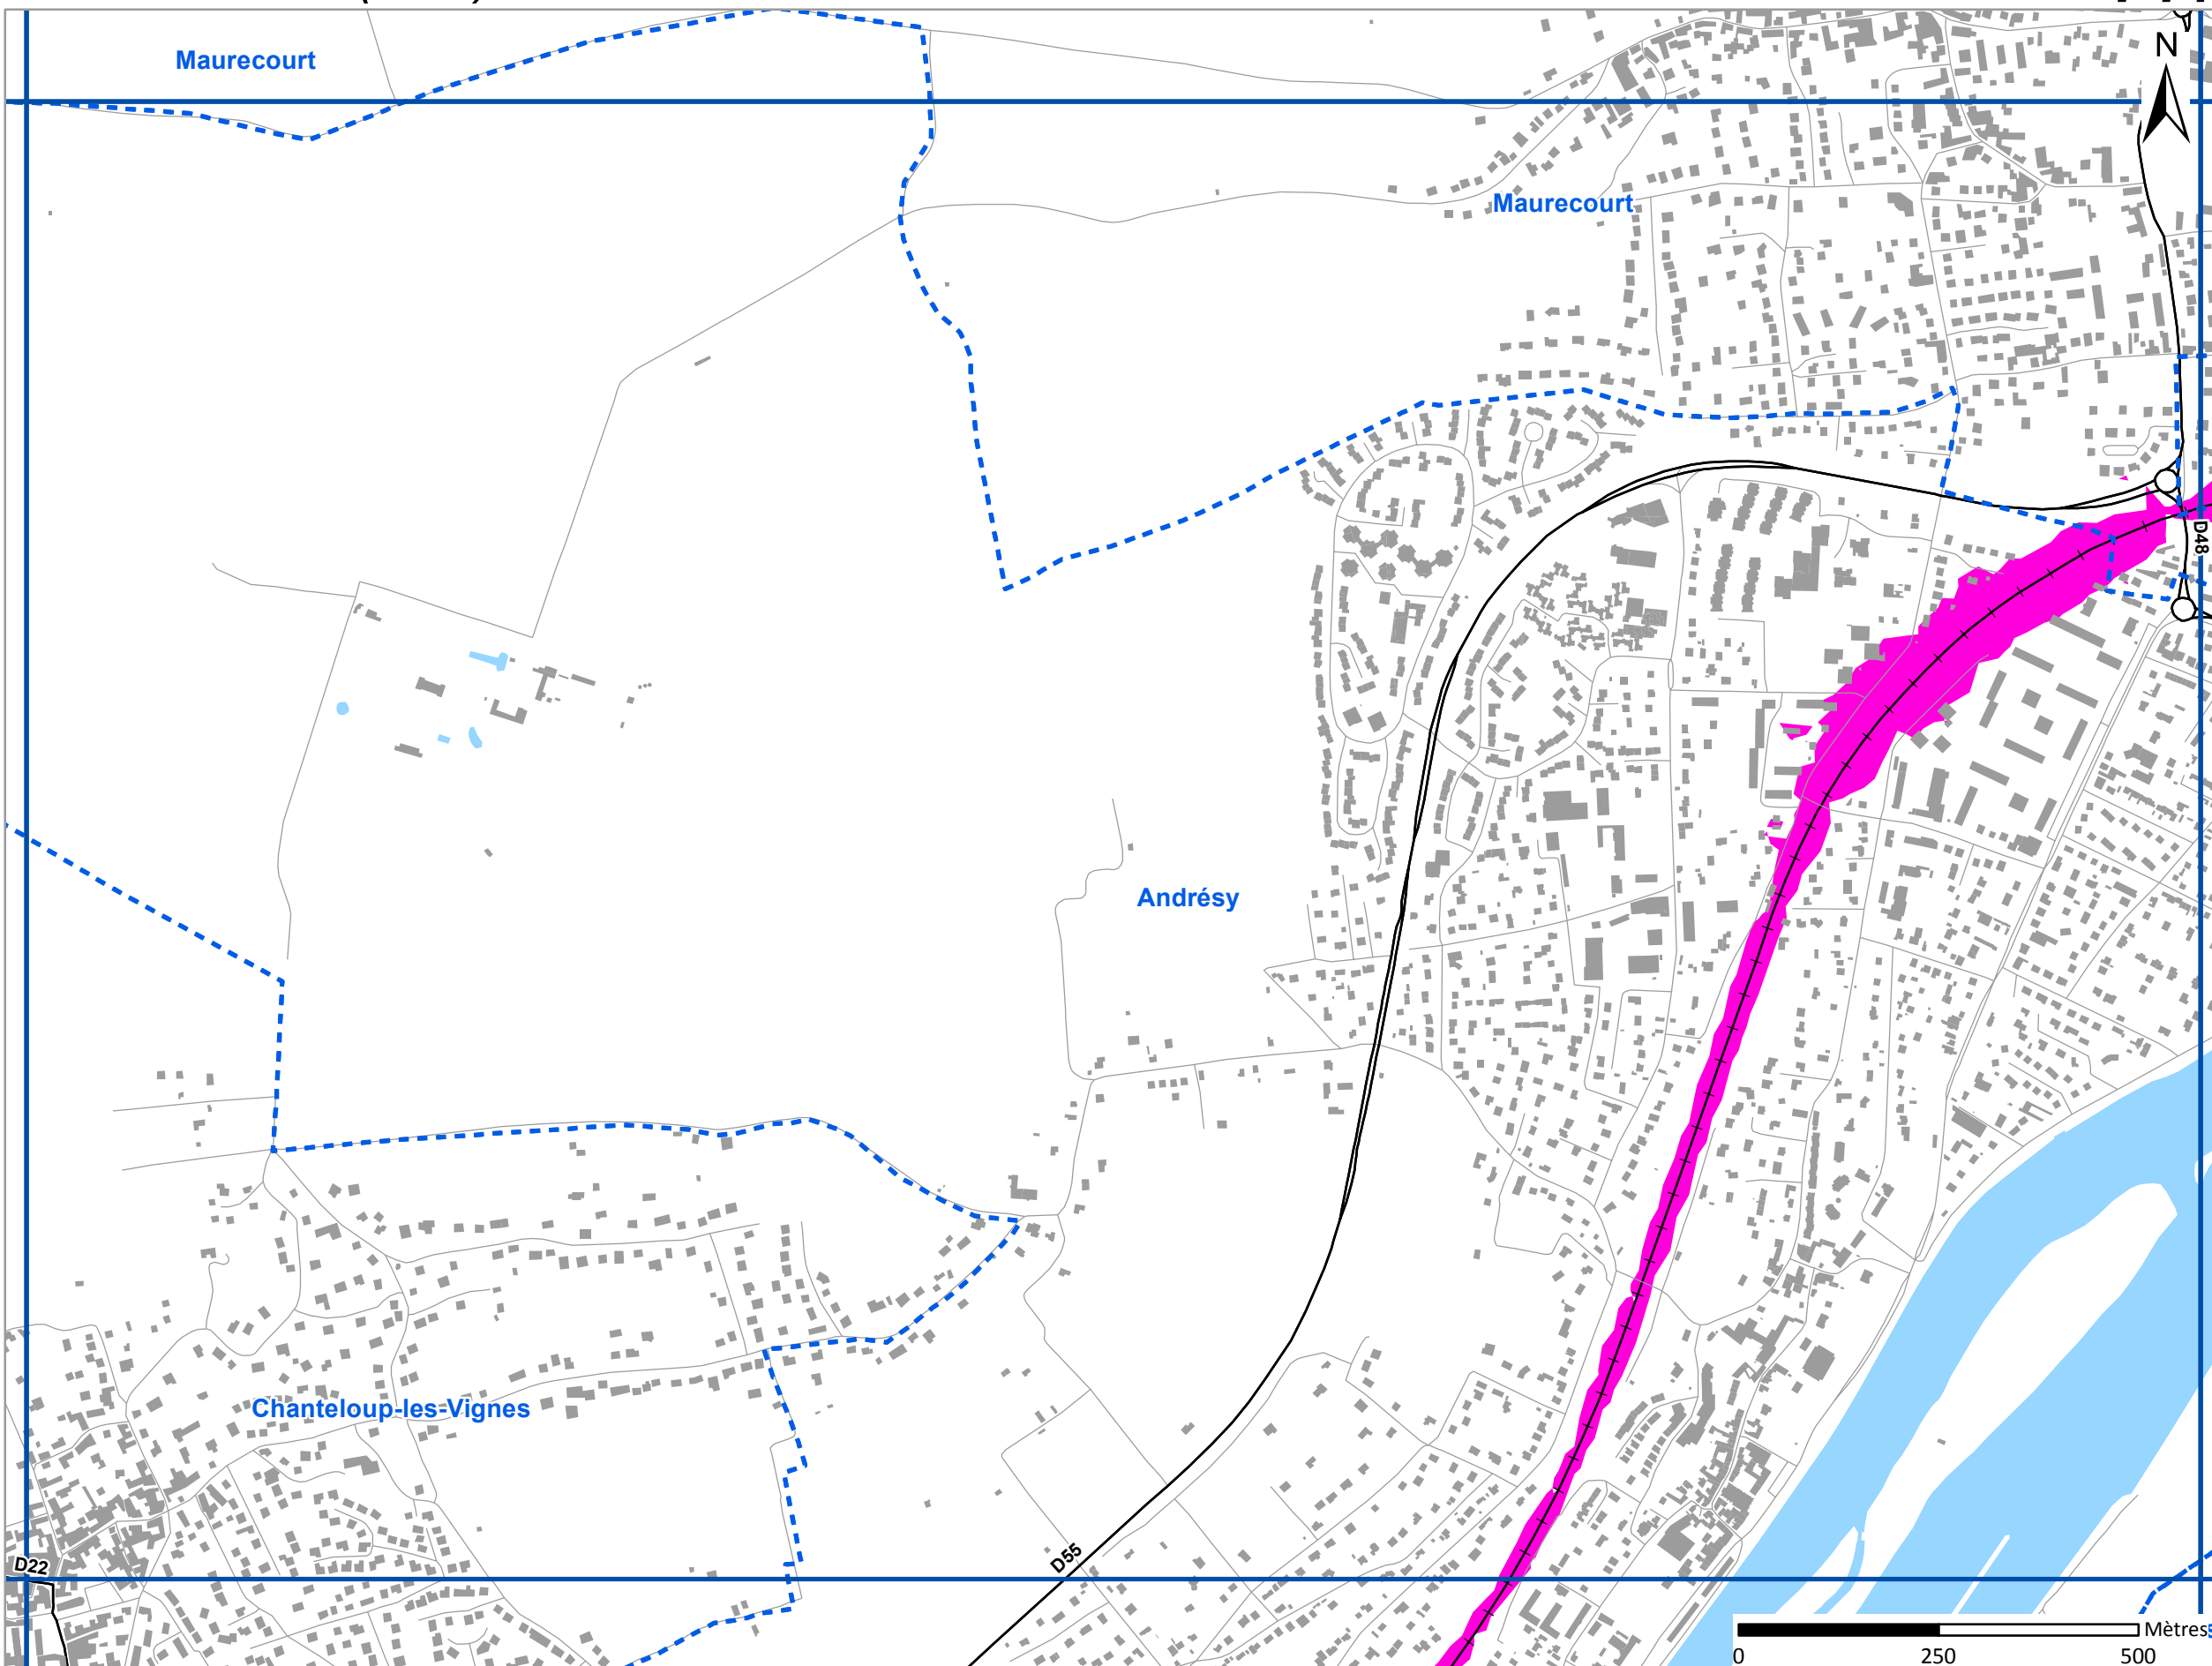 Maurecourt
N
Maurecourt
D48
Andrésy
Chanteloup-les-Vignes
D55
D22
Mètres
0 250 500